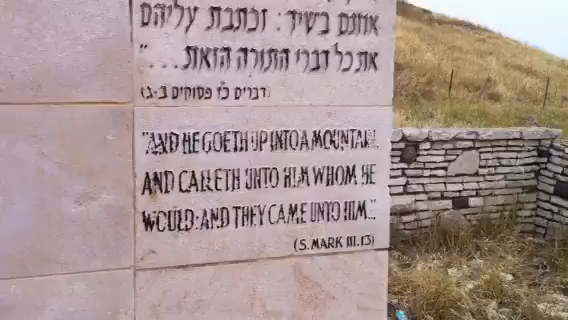 אותם בשיד: וכתבת עליהם
את כל דברי התורה הזאת..."
(דברים כז פסוקים ב-ג)
"AND HE GOETH UP INTO A MOUNTAIN,
AND CALLETH UNTO HIM WHOM HE
WOULD: AND THEY CAME UNTO HIM..."
(S. MARK III.13)